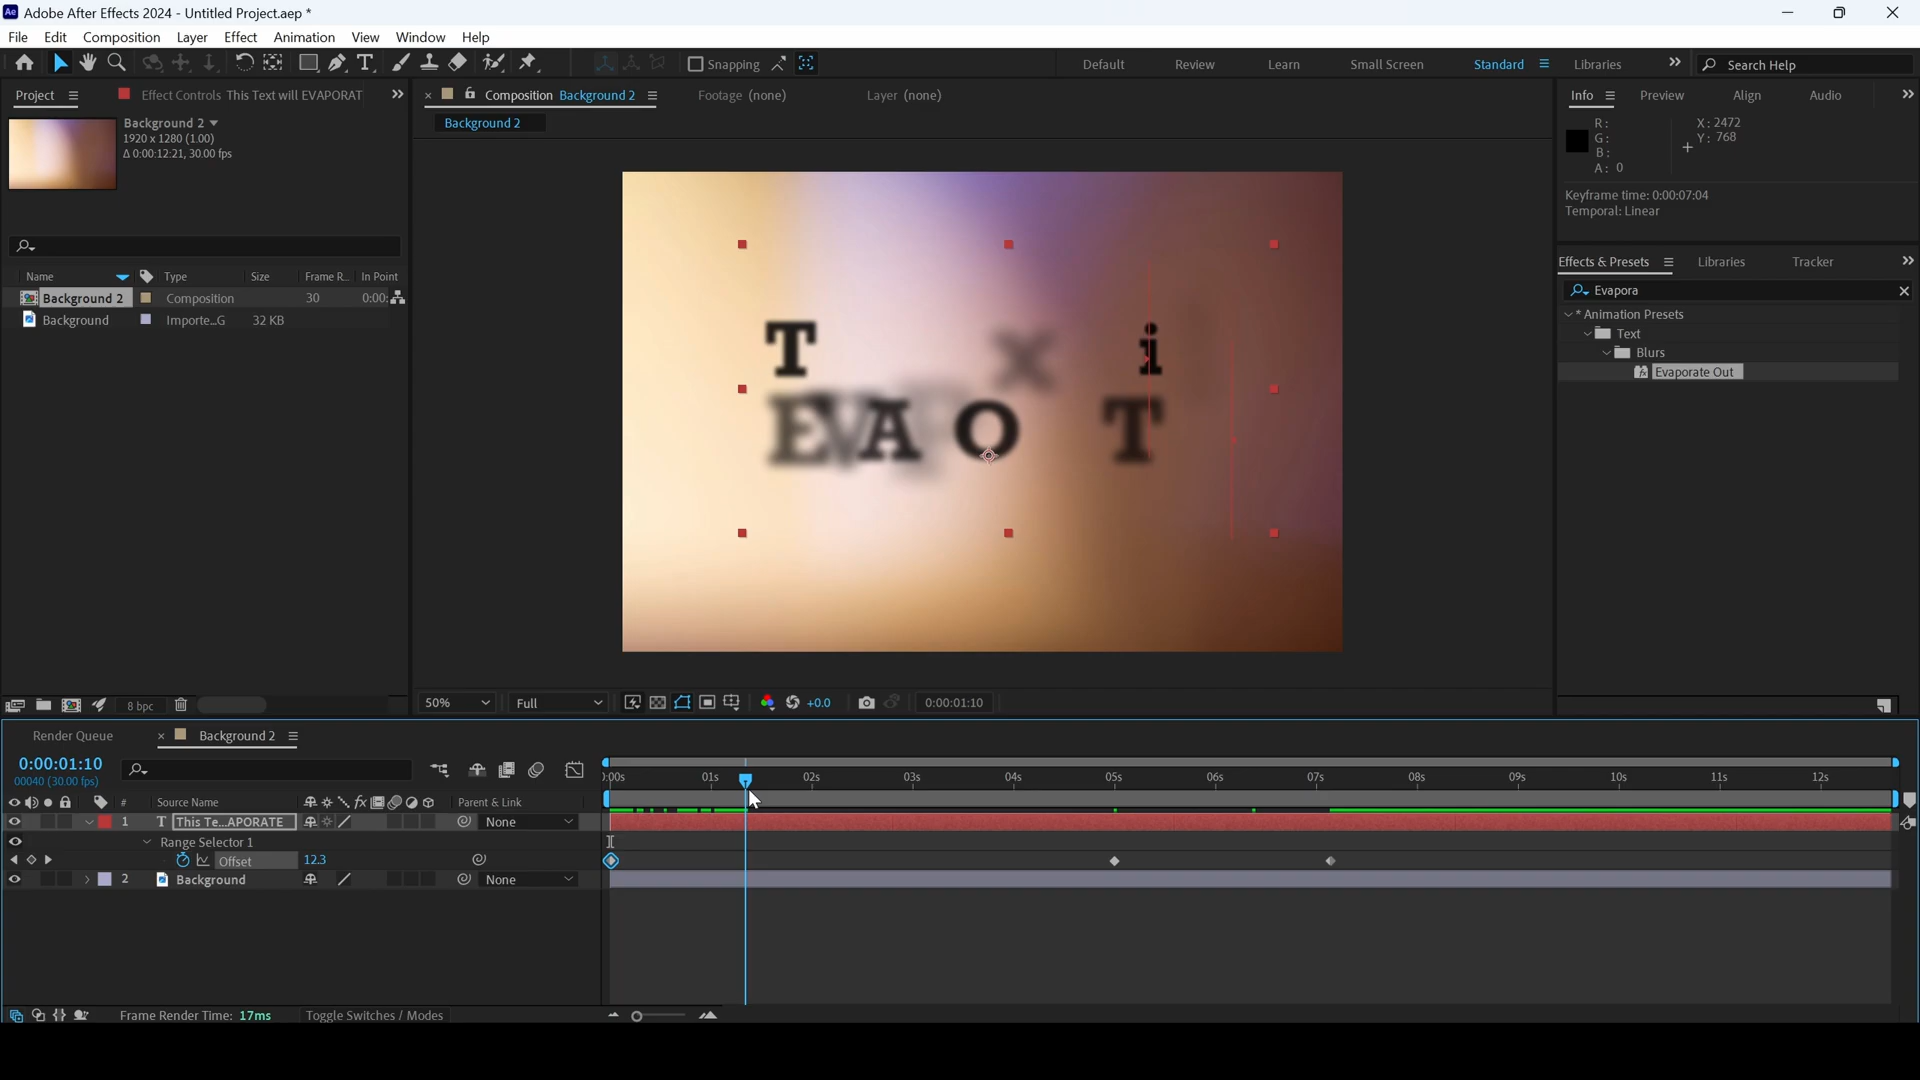 Ae Adobe After Effects 2024 - Untitled Project.aep *
File Edit Composition Layer Effect Animation View Window Help
Snapping Default Review Learn Small Screen Standard Libraries Search Help
Project Effect Controls This Text will EVAPORAT
Composition Background 2 Footage (none) Layer (none)
Info Preview Align Audio
Background 2
1920 x 1280 (1.00)
Δ 0:00:12:21, 30.00 fps
Background 2
R:
G:
B:
A: 0
X: 2472
Y: 768
Keyframe time: 0:00:07:04
Temporal: Linear
Effects & Presets Libraries Tracker
Evapora
* Animation Presets
Text
Blurs
Evaporate Out
Name Type Size Frame R... In Point
Background 2 Composition 30 0:00:
Background Importe...G 32 KB
T x i
EVAPO T
8 bpc
50% Full +0.0 0:00:01:10
Render Queue Background 2
0:00:01:10
00040 (30.00 fps)
):00s 01s 02s 03s 04s 05s 06s 07s 08s 09s 10s 11s 12s
# Source Name fx Parent & Link
1 T This Te...APORATE None
Range Selector 1
Offset 12.3
2 Background None
Frame Render Time: 17ms Toggle Switches / Modes